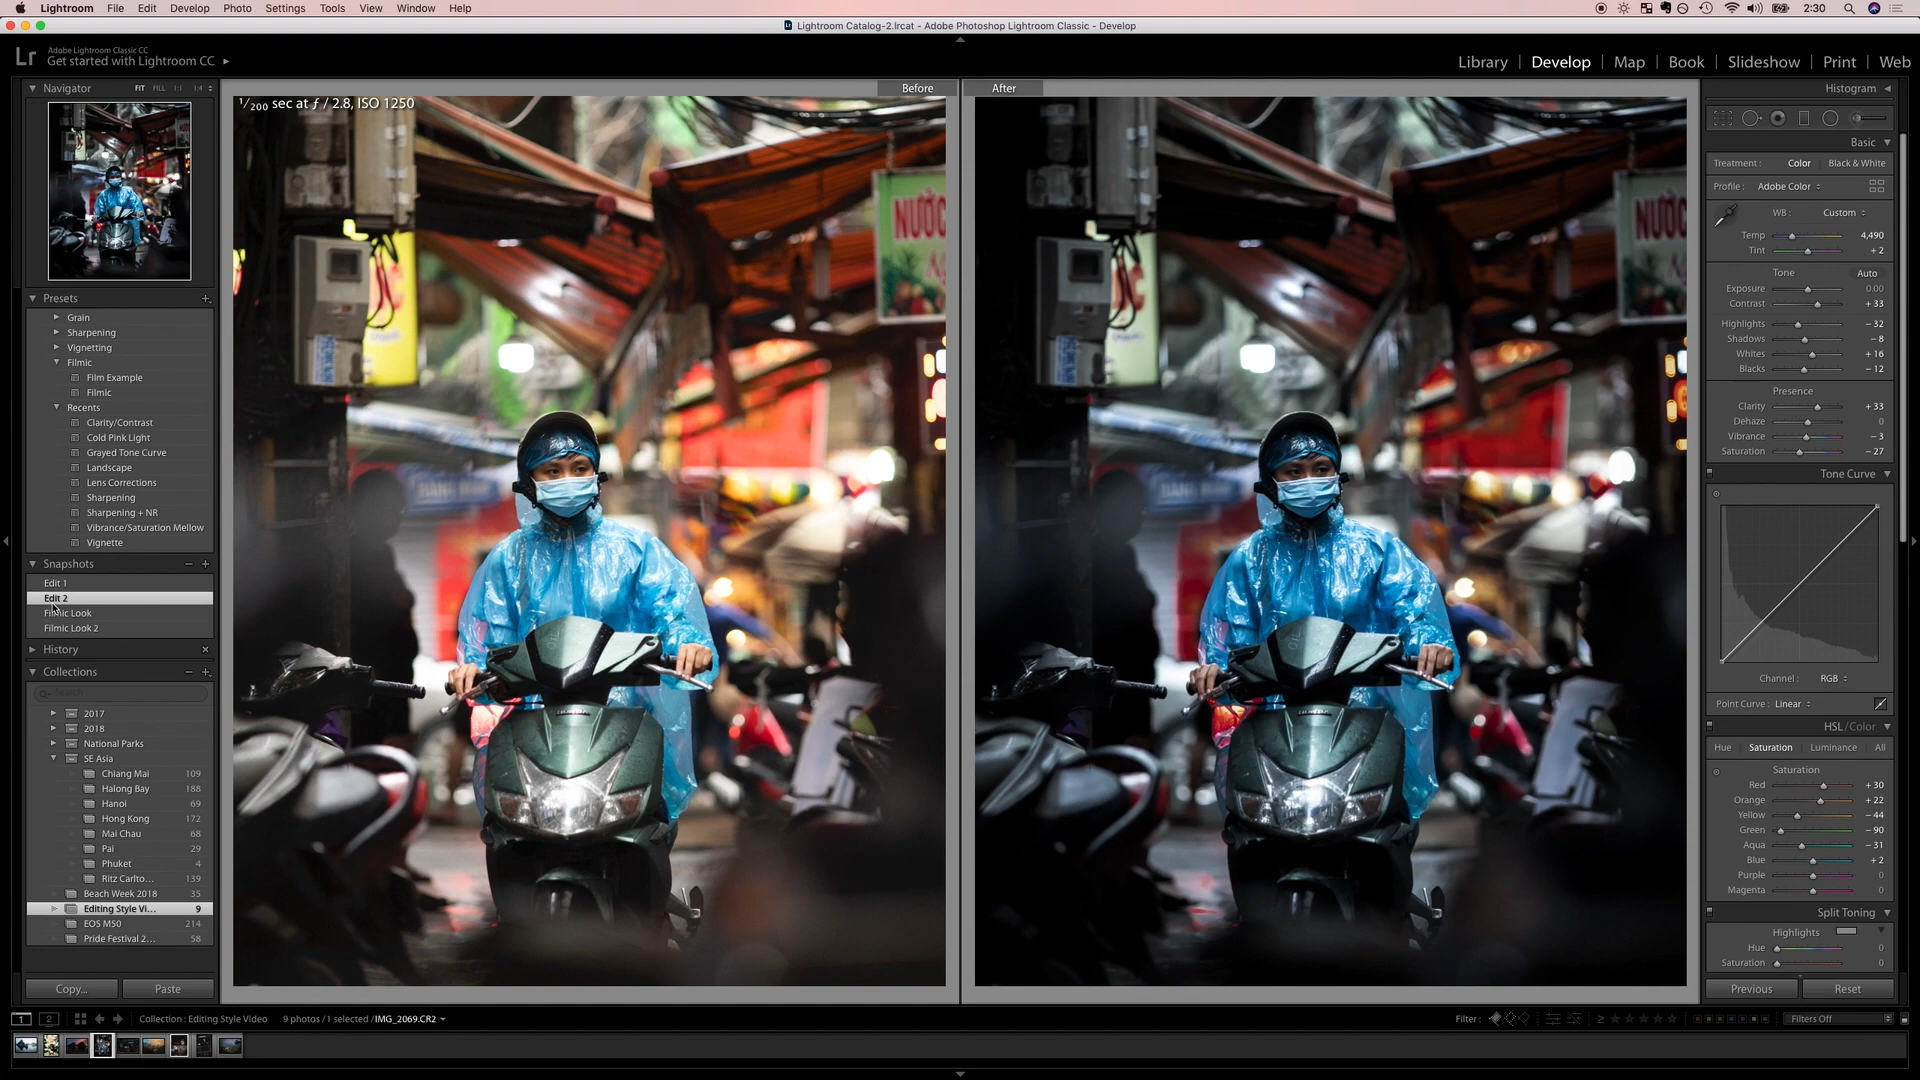 Lightroom File Edit Develop Photo Settings Tools View Window Help 2:30
Lightroom Catalog-2.lrcat - Adobe Photoshop Lightroom Classic - Develop
Lr Adobe Lightroom Classic CC
Get started with Lightroom CC
Library | Develop | Map | Book | Slideshow | Print | Web
Navigator FIT FILL 1:1 1:4
Presets
Grain
Sharpening
Vignetting
Filmic
Film Example
Filmic
Recents
Clarity/Contrast
Cold Pink Light
Grayed Tone Curve
Landscape
Lens Corrections
Sharpening
Sharpening + NR
Vibrance/Saturation Mellow
Vignette
Snapshots
Edit 1
Edit 2
Filmic Look
Filmic Look 2
History
Collections
Search
2017
2018
National Parks
SE Asia
Chiang Mai 109
Halong Bay 188
Hanoi 69
Hong Kong 172
Mai Chau 68
Pai 29
Phuket 4
Ritz Carlto... 139
Beach Week 2018 35
Editing Style Vi... 9
EOS M50 214
Pride Festival 2... 58
Copy... Paste
1/200 sec at ƒ / 2.8, ISO 1250
Before
After
NƯỚC
Histogram
Basic
Treatment : Color | Black & White
Profile : Adobe Color
WB : Custom
Temp 4,490
Tint + 2
Tone Auto
Exposure 0.00
Contrast + 33
Highlights − 32
Shadows − 8
Whites + 16
Blacks − 12
Presence
Clarity + 33
Dehaze 0
Vibrance − 3
Saturation − 27
Tone Curve
Channel : RGB
Point Curve : Linear
HSL / Color
Hue Saturation Luminance All
Saturation
Red + 30
Orange + 22
Yellow − 44
Green − 90
Aqua − 31
Blue + 2
Purple 0
Magenta 0
Split Toning
Highlights
Hue 0
Saturation 0
Previous Reset
1 2 Collection : Editing Style Video 9 photos / 1 selected / IMG_2069.CR2
Filter : ≥ Filters Off